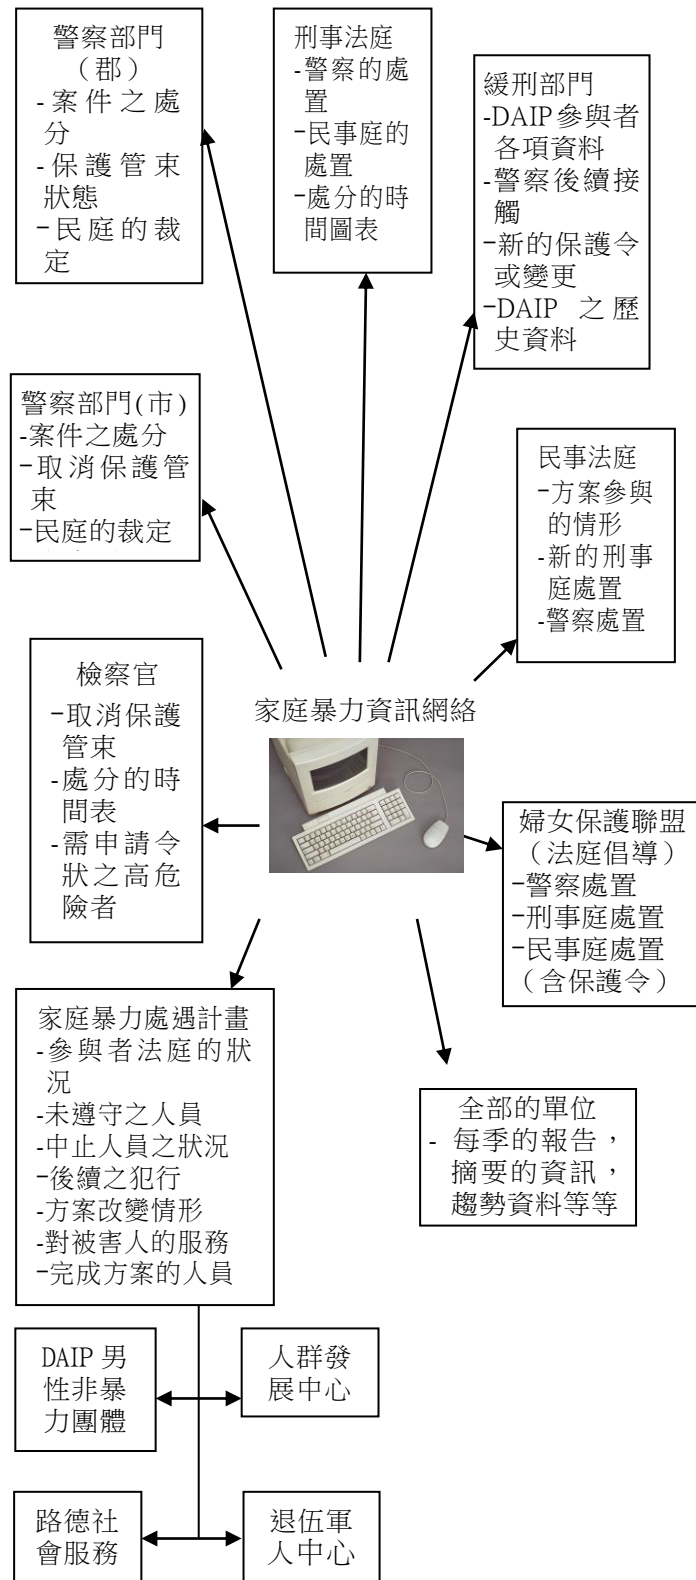 警察部門
（郡）
-案件之處
分
-保護管束
狀態
-民庭的裁
定
刑事法庭
-警察的處
置
-民事庭的
處置
-處分的時
間圖表
緩刑部門
-DAIP參與者
各項資料
-警察後續接
觸
-新的保護令
或變更
-DAIP 之歷
史資料
警察部門(市)
-案件之處分
-取消保護管
束
-民庭的裁定
民事法庭
-方案參與
的情形
-新的刑事
庭處置
-警察處置
檢察官
-取消保護
管束
-處分的時
間表
-需申請令
狀之高危
險者
家庭暴力資訊網絡
婦女保護聯盟
（法庭倡導）
-警察處置
-刑事庭處置
-民事庭處置
（含保護令）
家庭暴力處遇計畫
-參與者法庭的狀
況
-未遵守之人員
-中止人員之狀況
-後續之犯行
-方案改變情形
-對被害人的服務
-完成方案的人員
全部的單位
- 每季的報告，
摘要的資訊，
趨勢資料等等
DAIP 男
性非暴
力團體
人群發
展中心
路德社
會服務
退伍軍
人中心